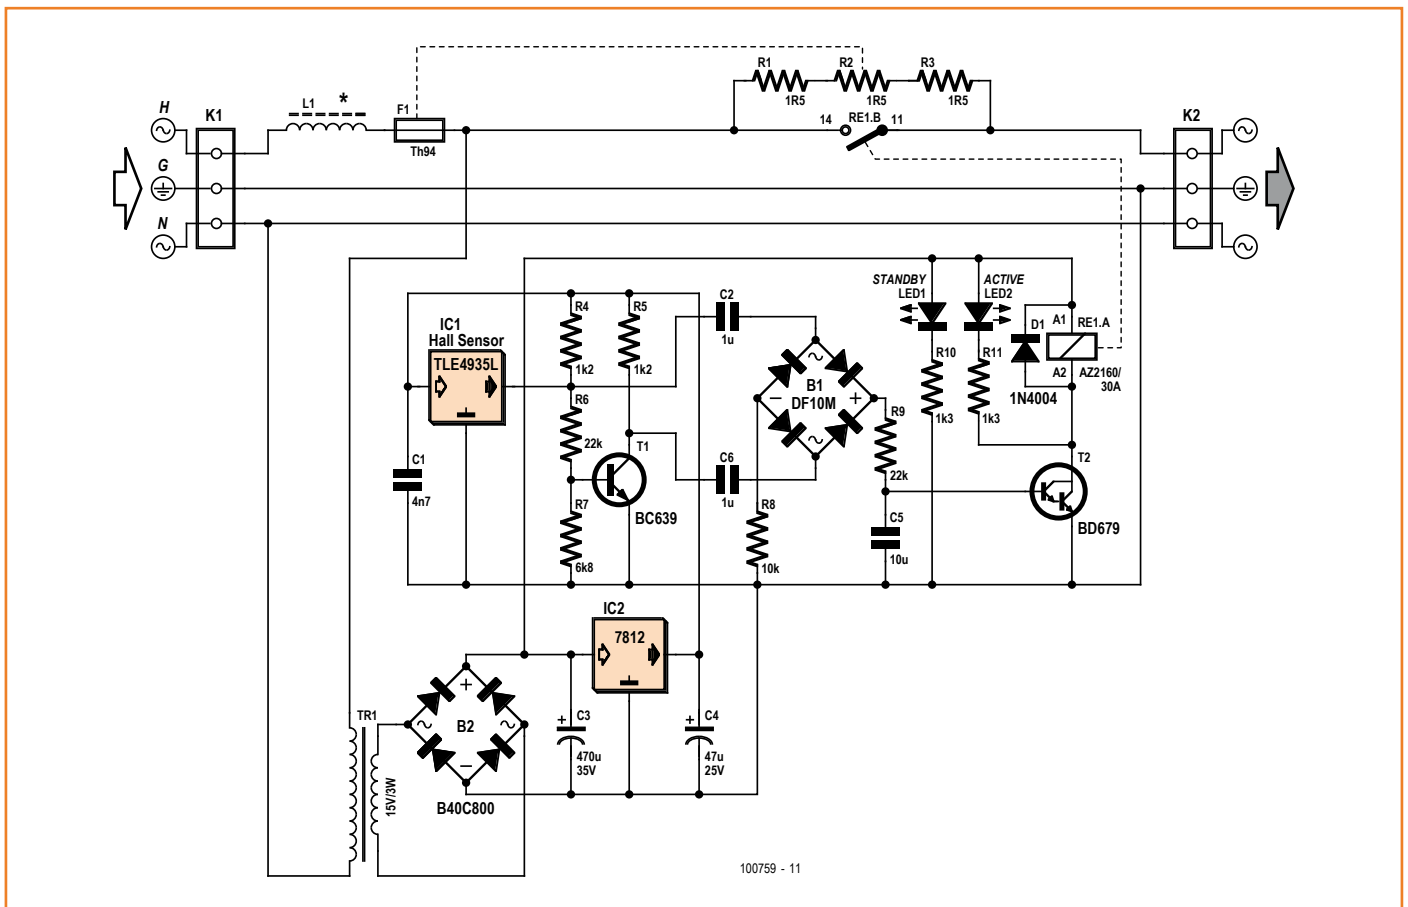 H
K1
L1
*
F1
Th94
R1
1R5
R2
1R5
R3
1R5
14
RE1.B
11
K2
G
N
STANDBY
LED1
ACTIVE
LED2
IC1
Hall Sensor
TLE4935L
R4
1k2
R5
1k2
C2
1u
D1
1N4004
A1
RE1.A
A2
AZ2160/
30A
R10
1k3
R11
1k3
B1
DF10M
−
+
R6
22k
R9
22k
C1
4n7
T1
BC639
C6
1u
T2
BD679
R7
6k8
R8
10k
C5
10u
IC2
7812
TR1
15V/3W
+
B2
−
B40C800
+
C3
470u
35V
+
C4
47u
25V
100759 - 11